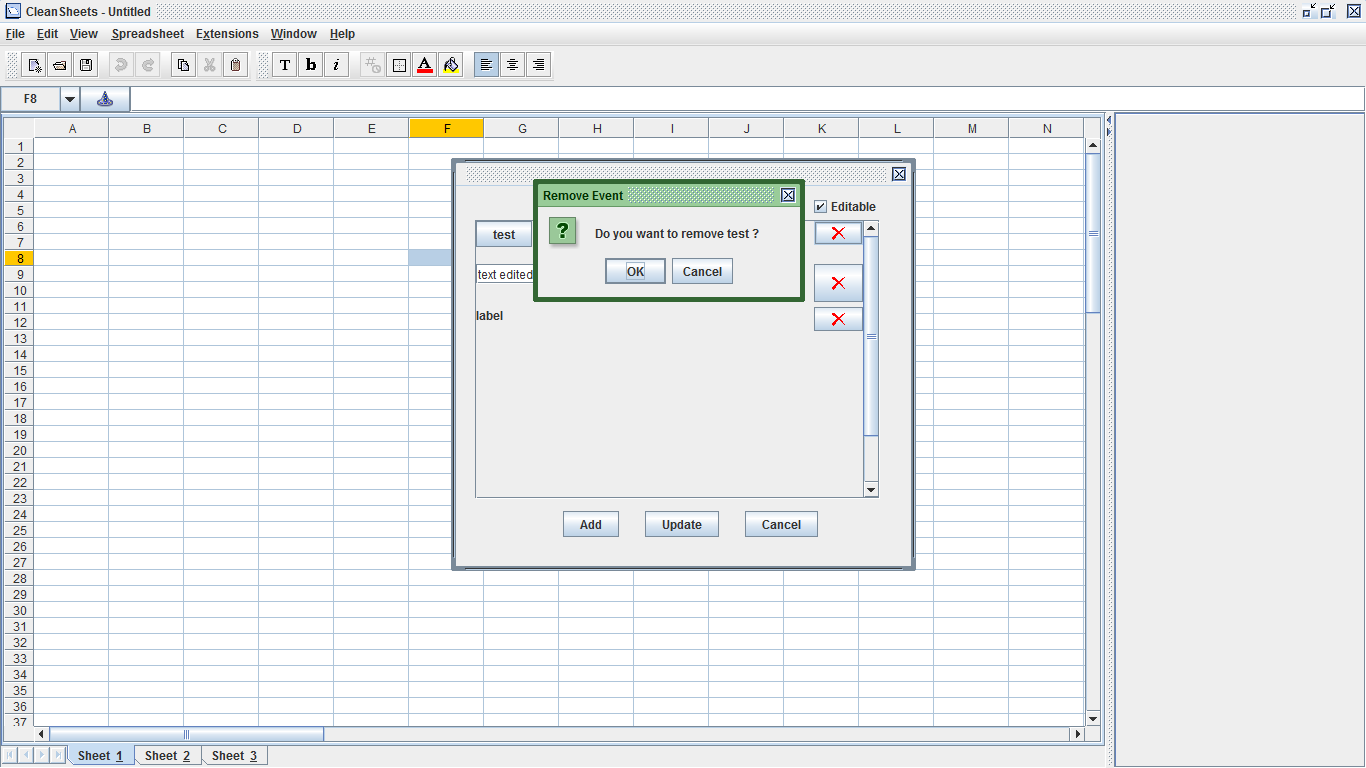 CleanSheets - Untitled
File Edit View Spreadsheet Extensions Window Help
T b i A
F8
A B C D E F G H I J K L M N
1
2
3
4
5
6
7
8
9
10
11
12
13
14
15
16
17
18
19
20
21
22
23
24
25
26
27
28
29
30
31
32
33
34
35
36
37
Remove Event
Editable
test
? Do you want to remove test ?
text edited
OK Cancel
label
Add Update Cancel
Sheet 1 Sheet 2 Sheet 3